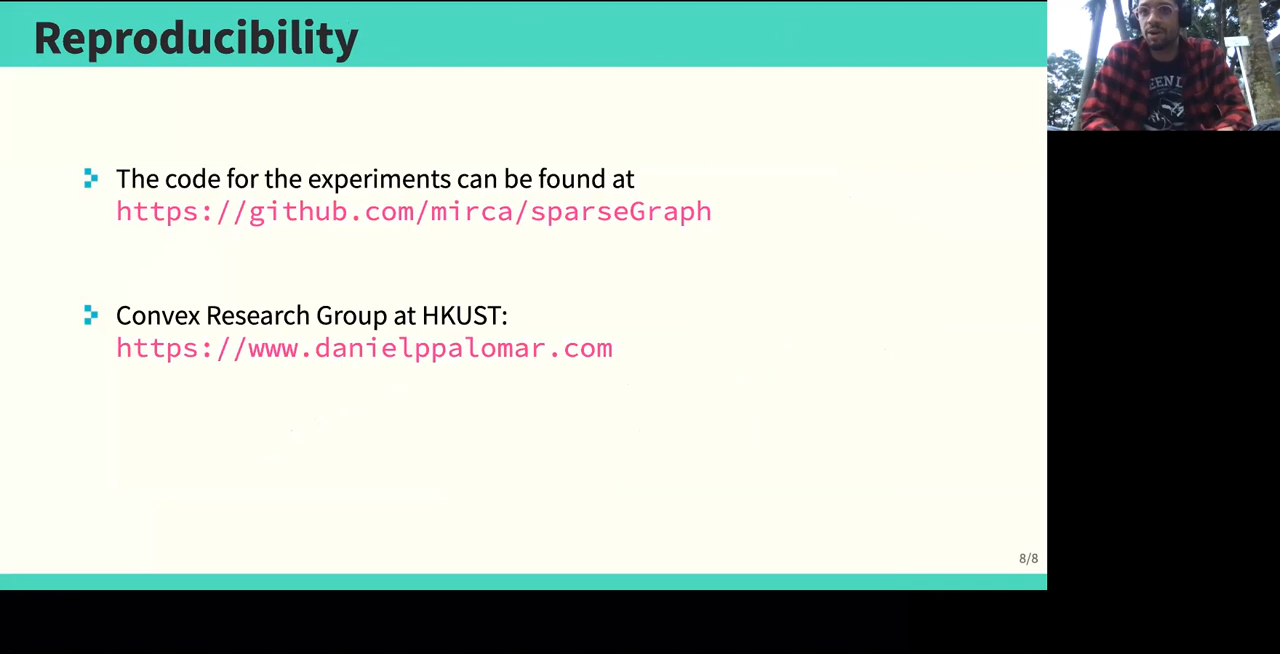 Reproducibility
The code for the experiments can be found at
https://github.com/mirca/sparseGraph
Convex Research Group at HKUST:
https://www.danielppalomar.com
8/8